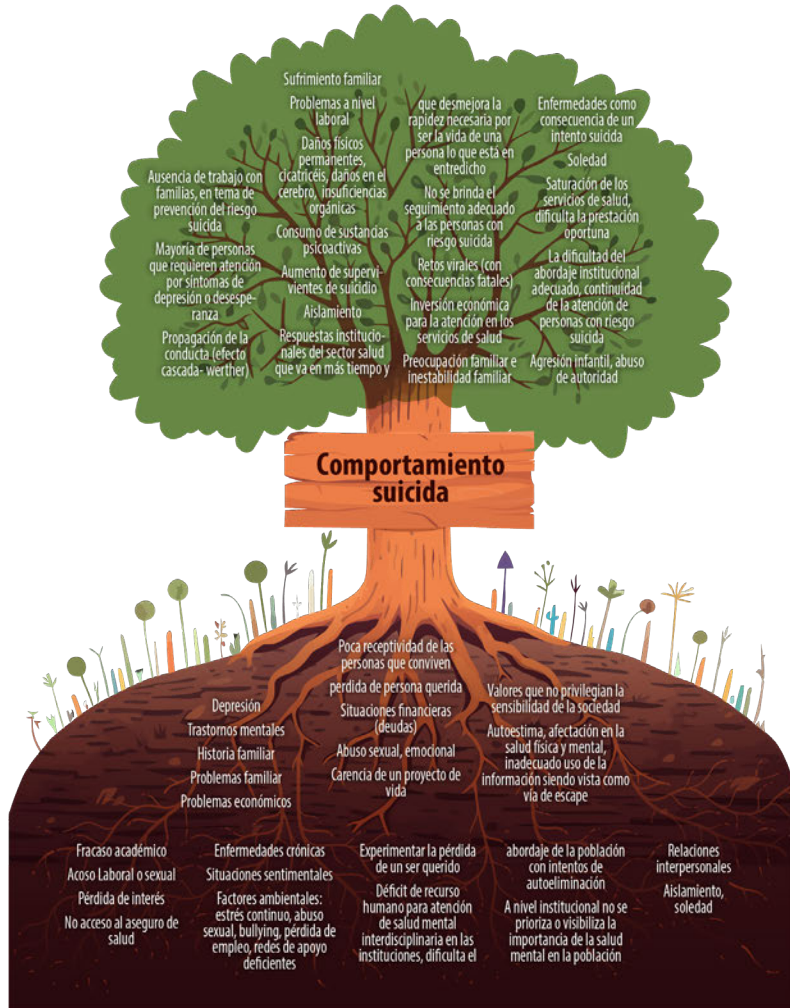 Sufrimiento familiar
Problemas a nivel
laboral
Daños físicos
permanentes,
cicatricéis, daños en el
cerebro, insuficiencias
orgánicas
Consumo de sustancias
psicoactivas
Aumento de supervi-
vientes de suicidio
Aislamiento
Respuestas institucio-
nales del sector salud
que va en más tiempo y
que desmejora la
rapidez necesaria por
ser la vida de una
persona lo que está en
entredicho
No se brinda el
seguimiento adecuado
a las personas con
riesgo suicida
Retos virales (con
consecuencias fatales)
Inversión económica
para la atención en los
servicios de salud
Preocupación familiar e
inestabilidad familiar
Enfermedades como
consecuencia de un
intento suicida
Soledad
Saturación de los
servicios de salud,
dificulta la prestación
oportuna
La dificultad del
abordaje institucional
adecuado, continuidad
de la atención de
personas con riesgo
suicida
Agresión infantil, abuso
de autoridad
Ausencia de trabajo con
familias, en tema de
prevención del riesgo
suicida
Mayoría de personas
que requieren atención
por síntomas de
depresión o desespe-
ranza
Propagación de la
conducta (efecto
cascada- werther)
Comportamiento
suicida
Depresión
Trastornos mentales
Historia familiar
Problemas familiar
Problemas económicos
Poca receptividad de las
personas que conviven
perdida de persona querida
Situaciones financieras
(deudas)
Abuso sexual, emocional
Carencia de un proyecto de
vida
Valores que no privilegian la
sensibilidad de la sociedad
Autoestima, afectación en la
salud física y mental,
inadecuado uso de la
información siendo vista como
vía de escape
Fracaso académico
Acoso Laboral o sexual
Pérdida de interés
No acceso al aseguro de
salud
Enfermedades crónicas
Situaciones sentimentales
Factores ambientales:
estrés continuo, abuso
sexual, bullying, pérdida de
empleo, redes de apoyo
deficientes
Experimentar la pérdida
de un ser querido
Déficit de recurso
humano para atención
de salud mental
interdisciplinaria en las
instituciones, dificulta el
abordaje de la población
con intentos de
autoeliminación
A nivel institucional no se
prioriza o visibiliza la
importancia de la salud
mental en la población
Relaciones
interpersonales
Aislamiento,
soledad